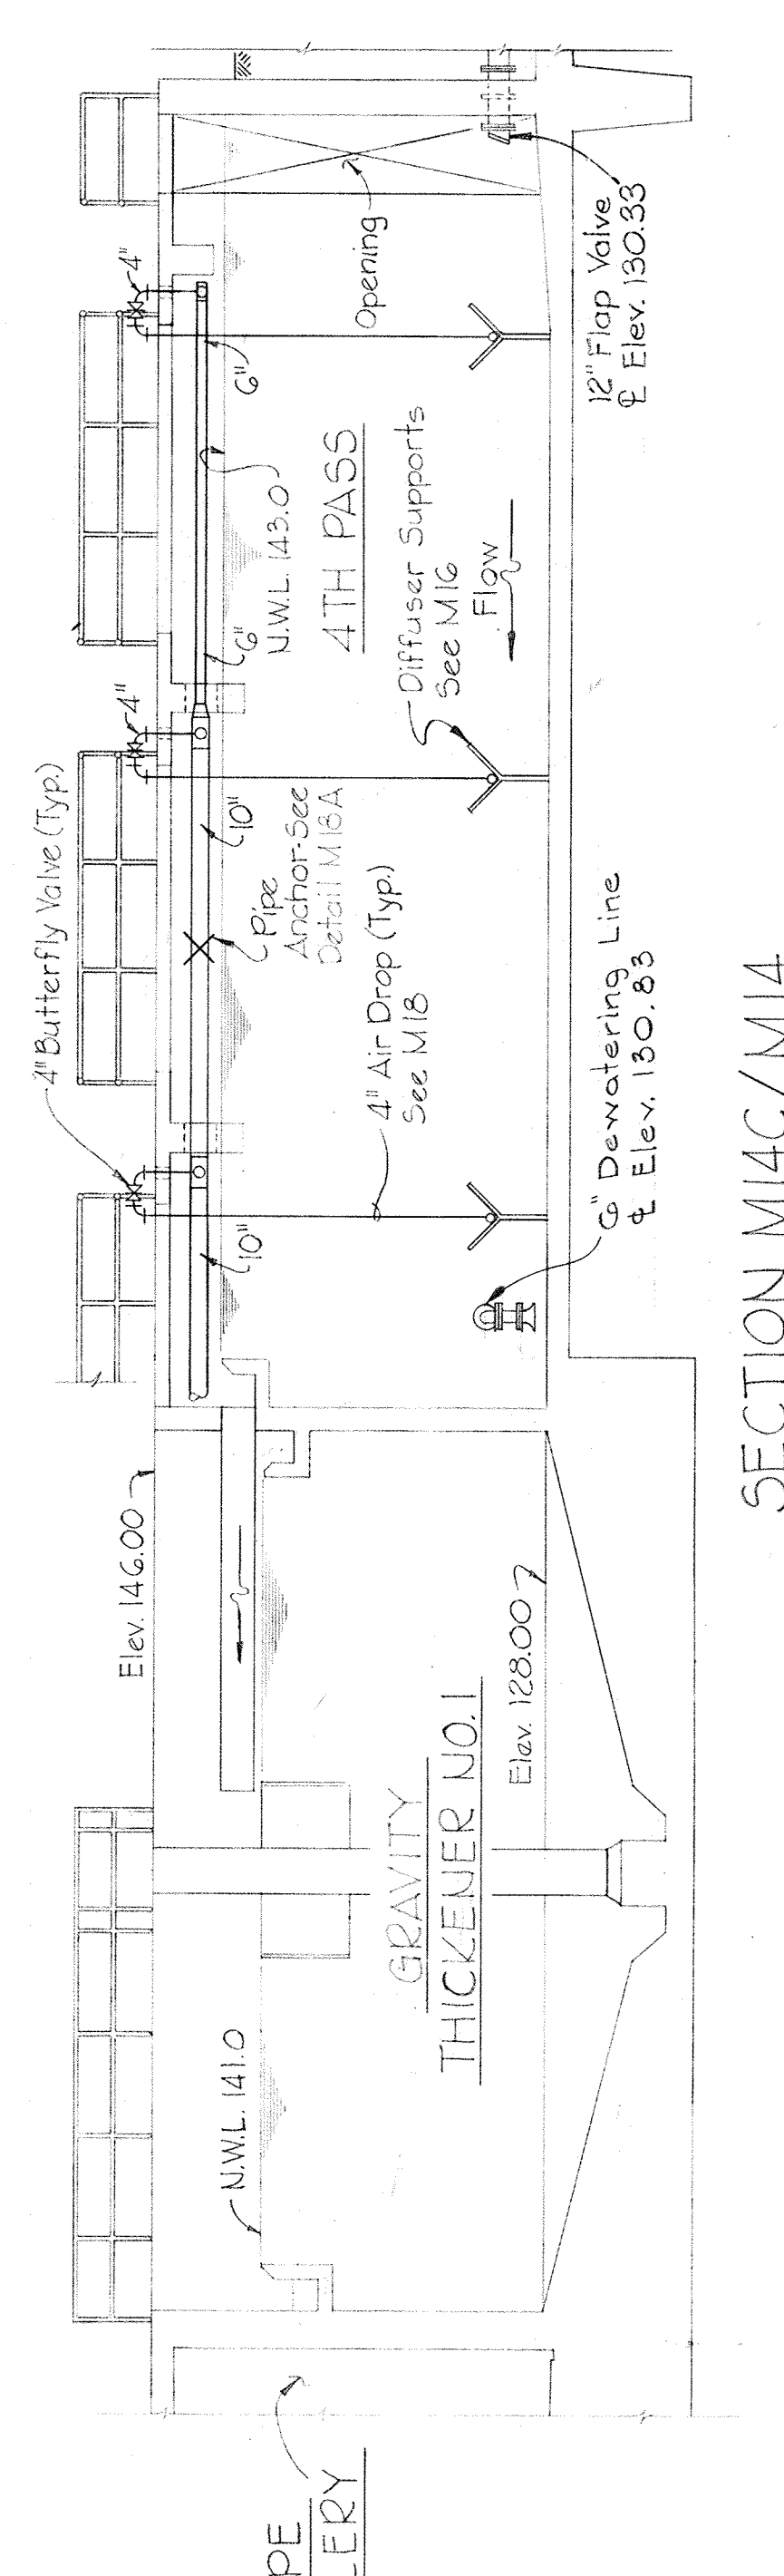 PE
LERY
N.W.L. 141.0
GRAVITY
THICKENER NO.1
Elev. 146.00
Elev. 128.00
4" Butterfly Valve (Typ.)
10"
4" Air Drop (Typ.)
See M18
6" Dewatering Line
℄ Elev. 130.83
Pipe
Anchor-See
Detail M18A
10"
4"
6"
N.W.L. 143.0
4TH PASS
Diffuser Supports
See M16
Flow
6"
4"
Opening
12" Flap Valve
℄ Elev. 130.33
SECTION M14C/M14